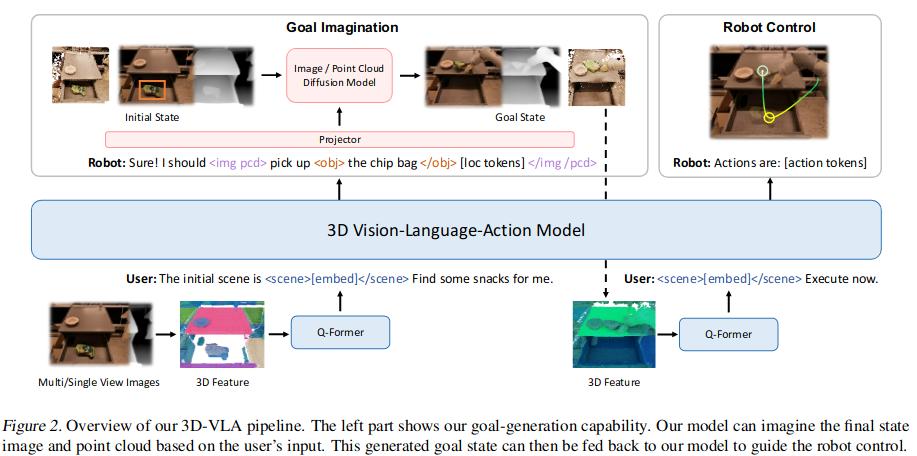 Goal Imagination
Image / Point Cloud
Diffusion Model
Initial State
Goal State
Projector
Robot: Sure! I should <img pcd> pick up <obj> the chip bag </obj> [loc tokens] </img /pcd>
Robot Control
Robot: Actions are: [action tokens]
3D Vision-Language-Action Model
User: The initial scene is <scene>[embed]</scene> Find some snacks for me.
User: <scene>[embed]</scene> Execute now.
Q-Former
Multi/Single View Images
3D Feature
Q-Former
3D Feature
Figure 2. Overview of our 3D-VLA pipeline. The left part shows our goal-generation capability. Our model can imagine the final state
image and point cloud based on the user's input. This generated goal state can then be fed back to our model to guide the robot control.